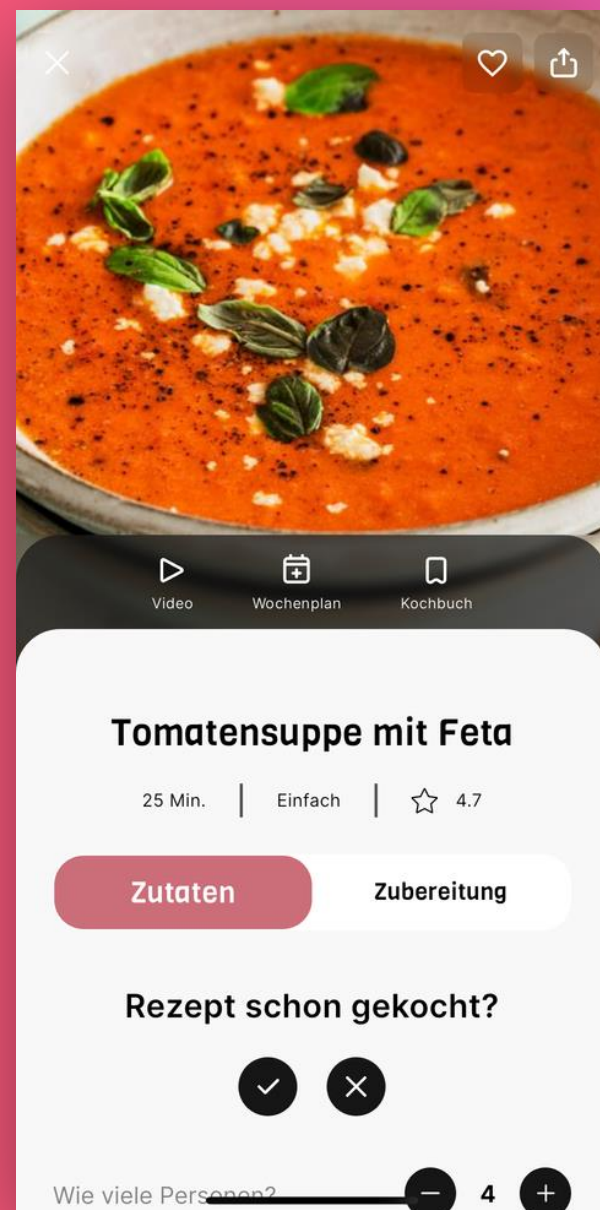 Video Wochenplan Kochbuch
Tomatensuppe mit Feta
25 Min. Einfach 4.7
Zutaten Zubereitung
Rezept schon gekocht?
Wie viele Personen? 4